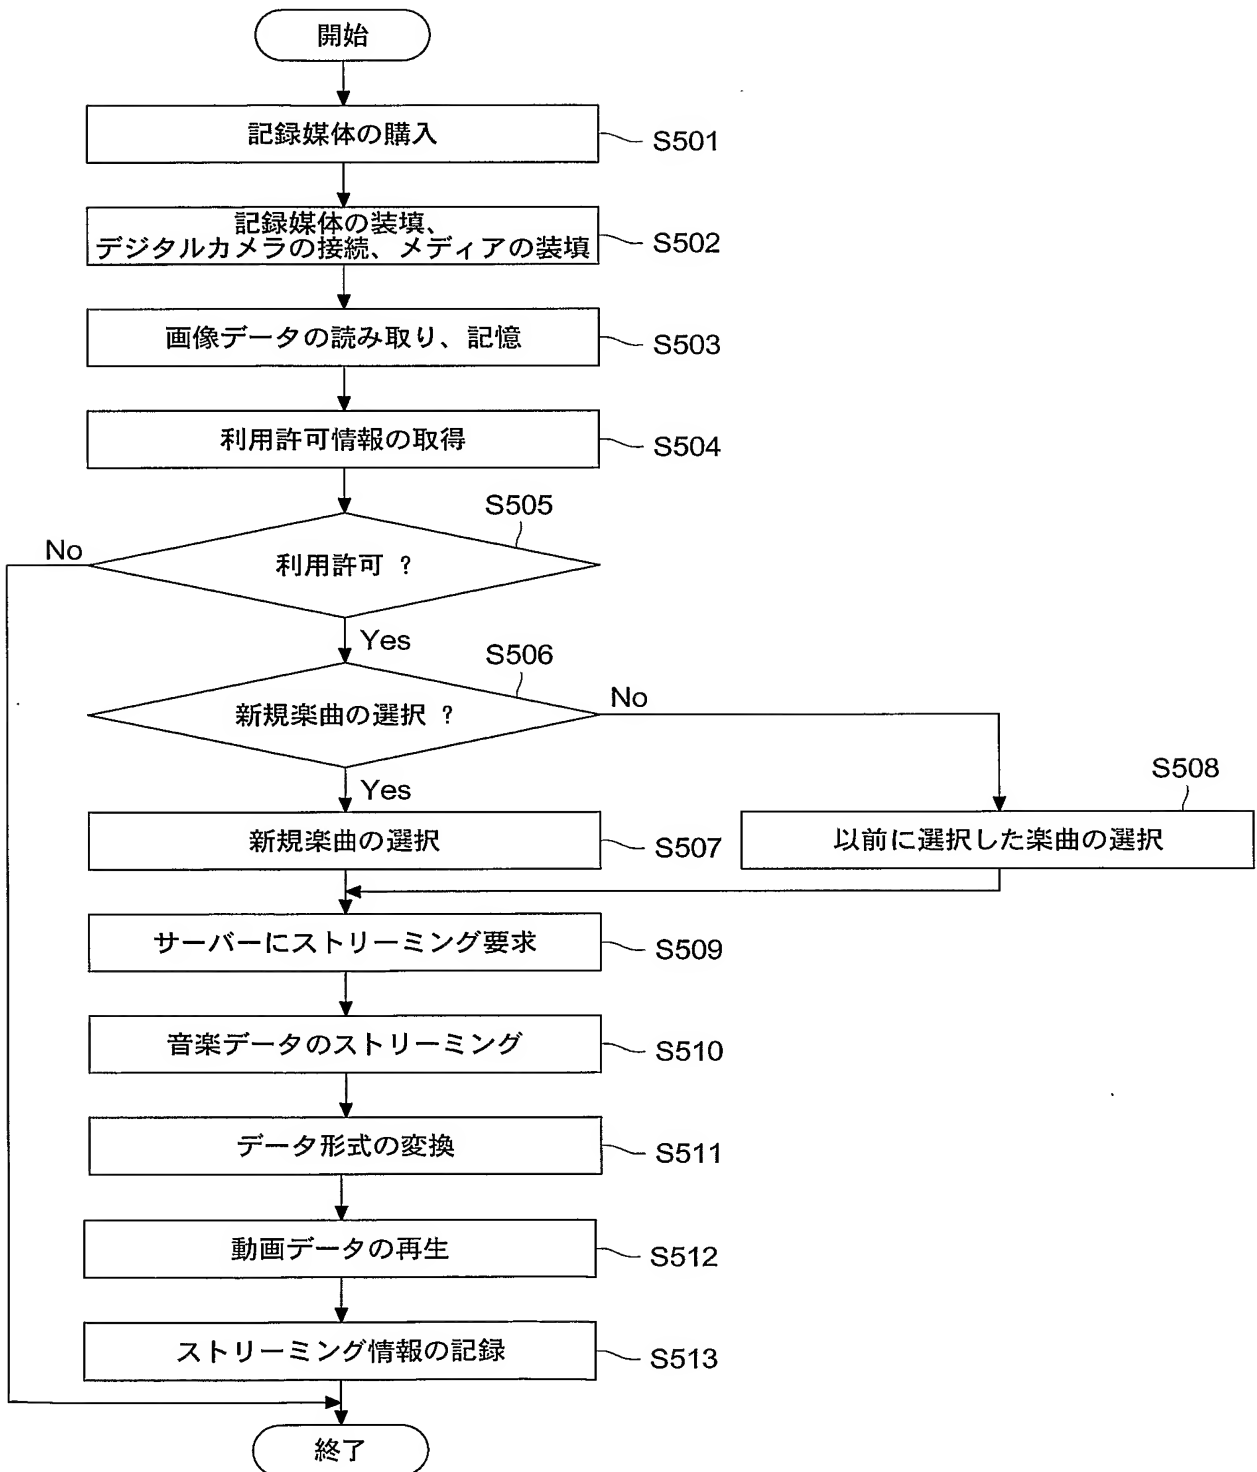 開始
記録媒体の購入
S501
記録媒体の装填、
デジタルカメラの接続、メディアの装填
S502
画像データの読み取り、記憶
S503
利用許可情報の取得
S504
S505
利用許可 ?
No
Yes
S506
新規楽曲の選択 ?
No
Yes
新規楽曲の選択
S507
S508
以前に選択した楽曲の選択
サーバーにストリーミング要求
S509
音楽データのストリーミング
S510
データ形式の変換
S511
動画データの再生
S512
ストリーミング情報の記録
S513
終了